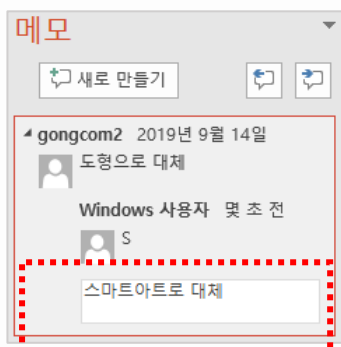 메모
새로 만들기
gongcom2 2019년 9월 14일
도형으로 대체
Windows 사용자 몇 초 전
S
스마트아트로 대체